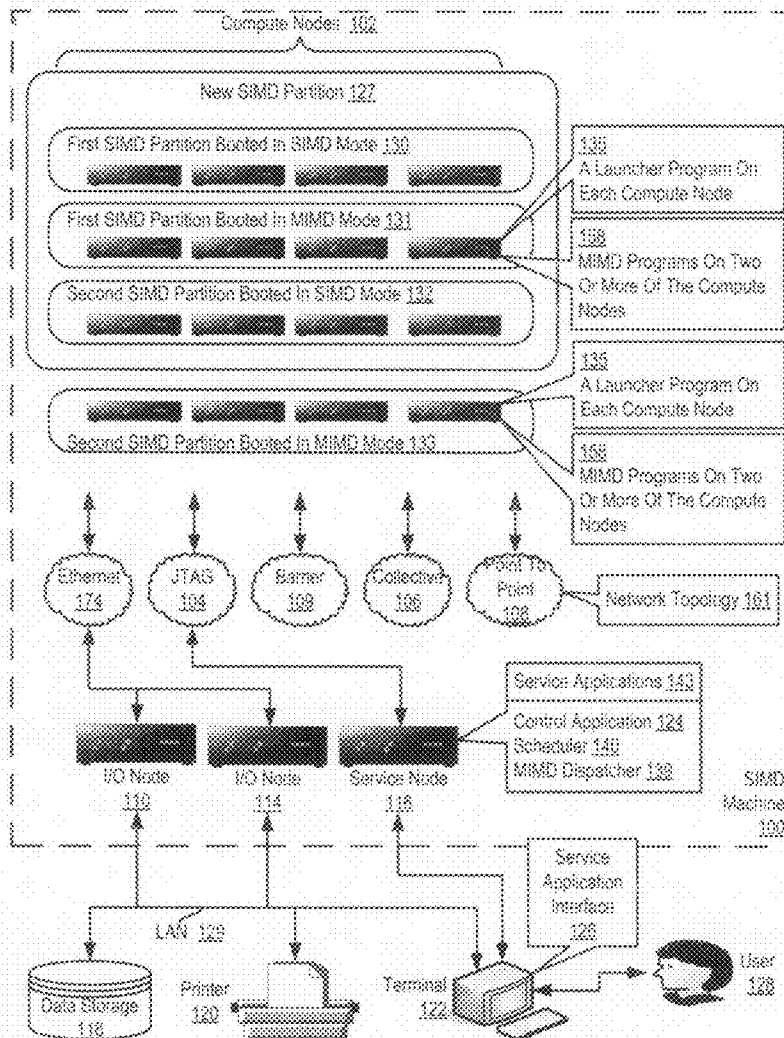 Compute Nodes 102
New SIMD Partition 127
First SIMD Partition Booted in SIMD Mode 130
First SIMD Partition Booted in MIMD Mode 131
Second SIMD Partition Booted in SIMD Mode 132
Second SIMD Partition Booted in MIMD Mode 133
A Launcher Program On
Each Compute Node
MIMD Programs On Two
Or More Of The Compute
Nodes
135
A Launcher Program On
Each Compute Node
158
MIMD Programs On Two
Or More Of The Compute
Nodes
Ethernet
174
JTAG
104
Barrier
109
Collective
106
Point To
Point
108
Network Topology 161
Service Applications 143
Control Application 124
Scheduler 140
MIMD Dispatcher 139
I/O Node
110
I/O Node
114
Service Node
116
SIMD
Machine
100
Service
Application
Interface
126
LAN 129
Data Storage
118
Printer
120
Terminal
122
User
128